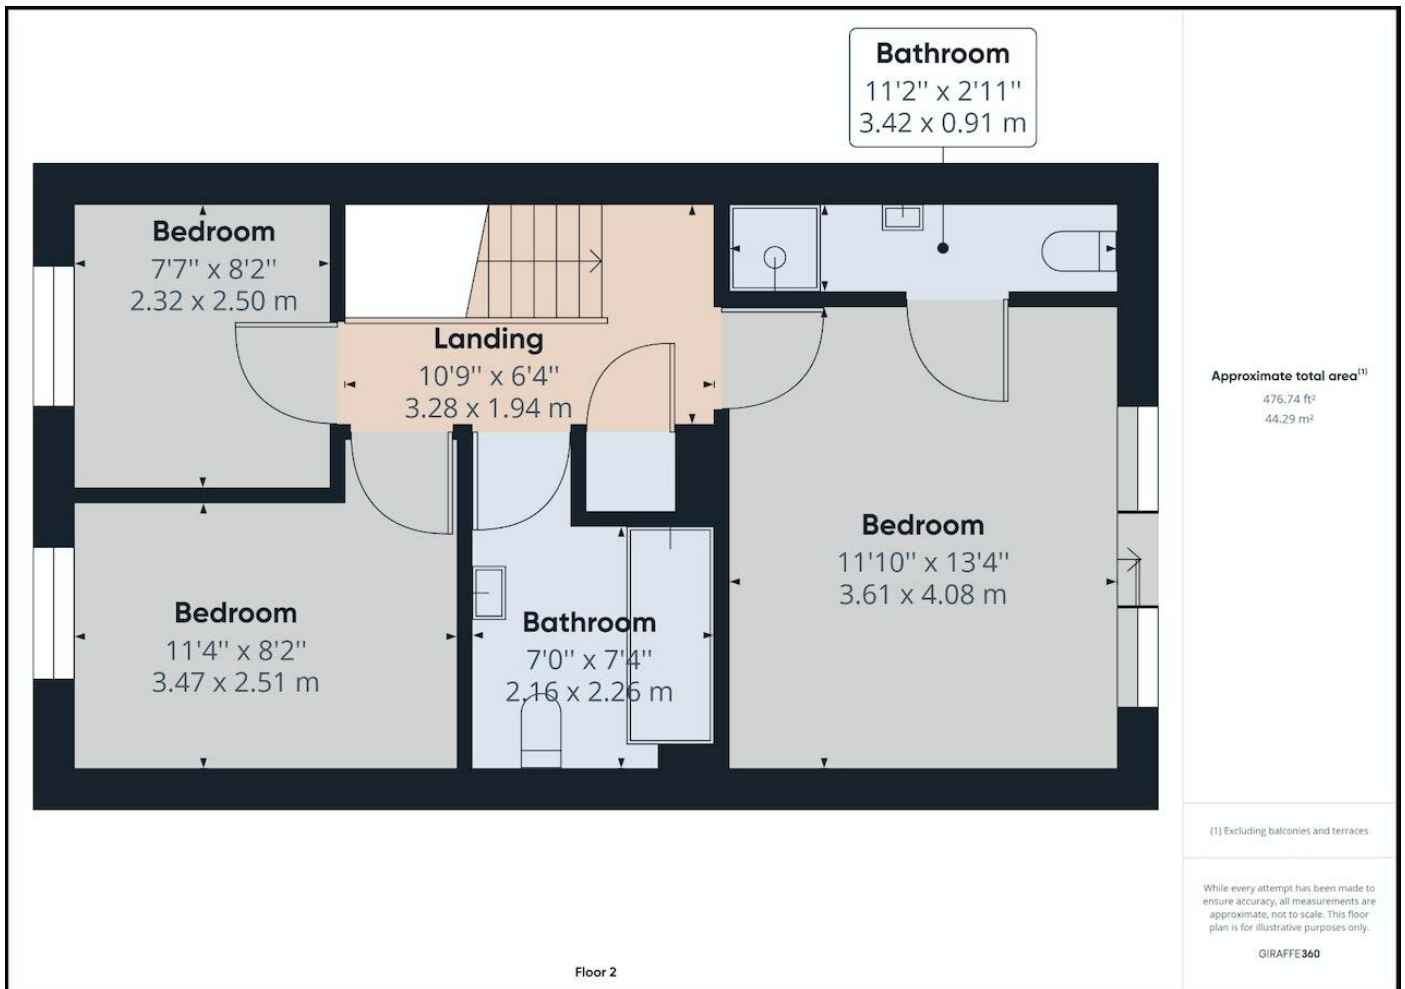 Bathroom
11'2'' x 2'11''
3.42 x 0.91 m
Bedroom
7'7'' x 8'2''
2.32 x 2.50 m
Landing
10'9'' x 6'4''
3.28 x 1.94 m
Bedroom
11'10'' x 13'4''
3.61 x 4.08 m
Bedroom
11'4'' x 8'2''
3.47 x 2.51 m
Bathroom
7'0'' x 7'4''
2.16 x 2.26 m
Floor 2
Approximate total area(1)
476.74 ft²
44.29 m²
(1) Excluding balconies and terraces
While every attempt has been made to
ensure accuracy, all measurements are
approximate, not to scale. This floor
plan is for illustrative purposes only.
GIRAFFE360